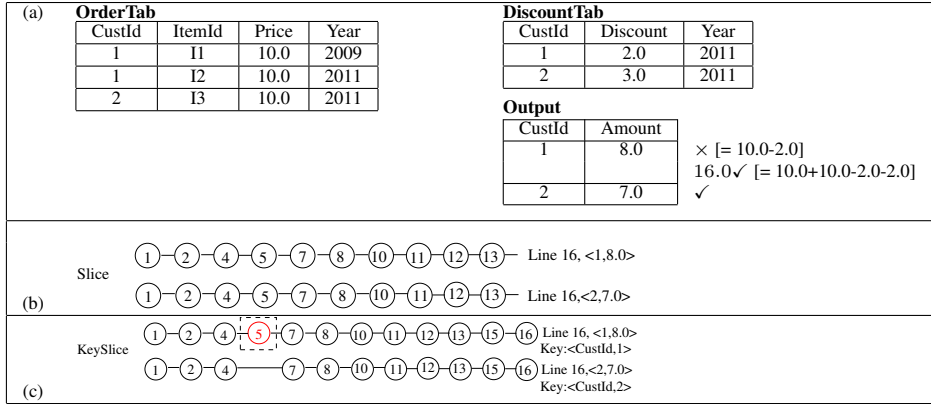 (a)
OrderTab
CustId ItemId Price Year
1 I1 10.0 2009
1 I2 10.0 2011
2 I3 10.0 2011
DiscountTab
CustId Discount Year
1 2.0 2011
2 3.0 2011
Output
CustId Amount
1 8.0 × [= 10.0-2.0]
16.0✓ [= 10.0+10.0-2.0-2.0]
2 7.0 ✓
Slice
1 2 4 5 7 8 10 11 12 13 Line 16, <1,8.0>
1 2 4 5 7 8 10 11 12 13 Line 16,<2,7.0>
(b)
KeySlice
1 2 4 5 7 8 10 11 12 13 15 16 Line 16, <1,8.0>
Key:<CustId,1>
1 2 4 7 8 10 11 12 13 15 16 Line 16,<2,7.0>
Key:<CustId,2>
(c)